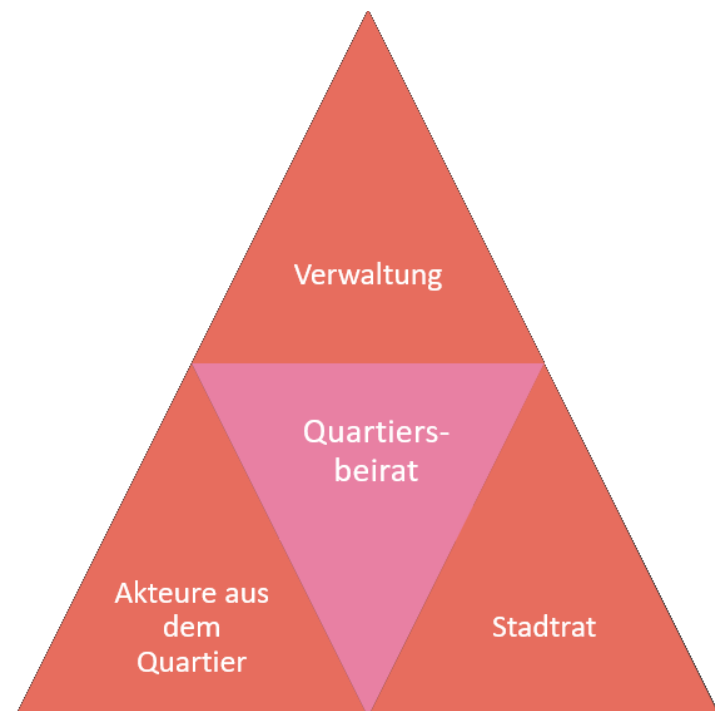 Verwaltung
Quartiers-
beirat
Akteure aus
dem
Quartier
Stadtrat